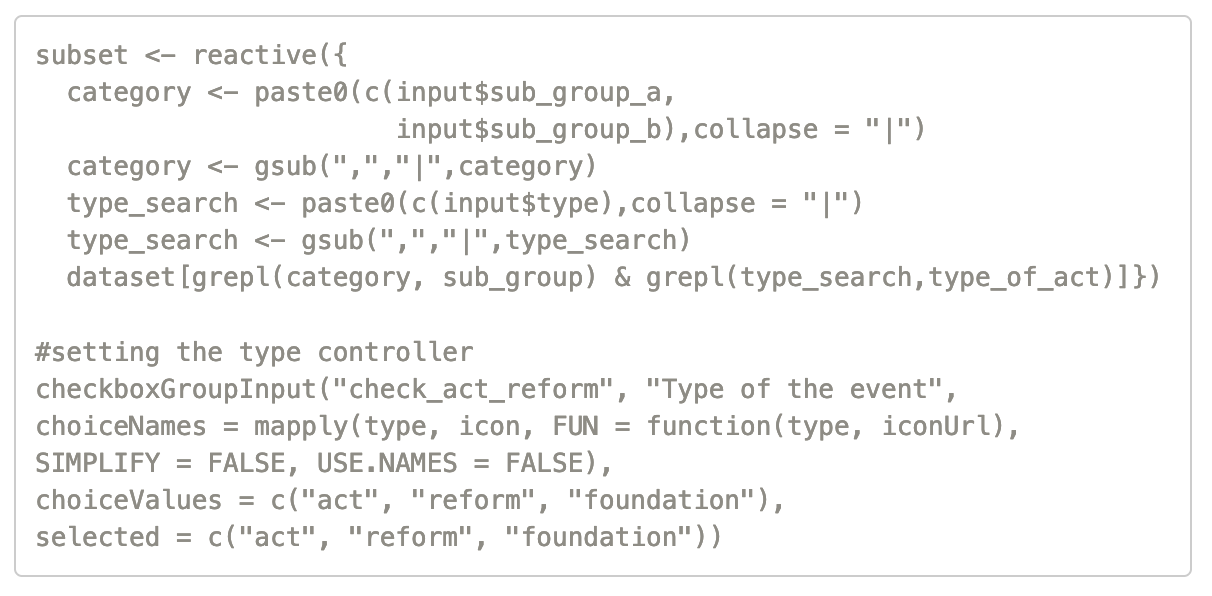 subset <- reactive({
  category <- paste0(c(input$sub_group_a,
                       input$sub_group_b),collapse = "|")
  category <- gsub(",","|",category)
  type_search <- paste0(c(input$type),collapse = "|")
  type_search <- gsub(",","|",type_search)
  dataset[grepl(category, sub_group) & grepl(type_search,type_of_act)]})

#setting the type controller
checkboxGroupInput("check_act_reform", "Type of the event",
choiceNames = mapply(type, icon, FUN = function(type, iconUrl),
SIMPLIFY = FALSE, USE.NAMES = FALSE),
choiceValues = c("act", "reform", "foundation"),
selected = c("act", "reform", "foundation"))